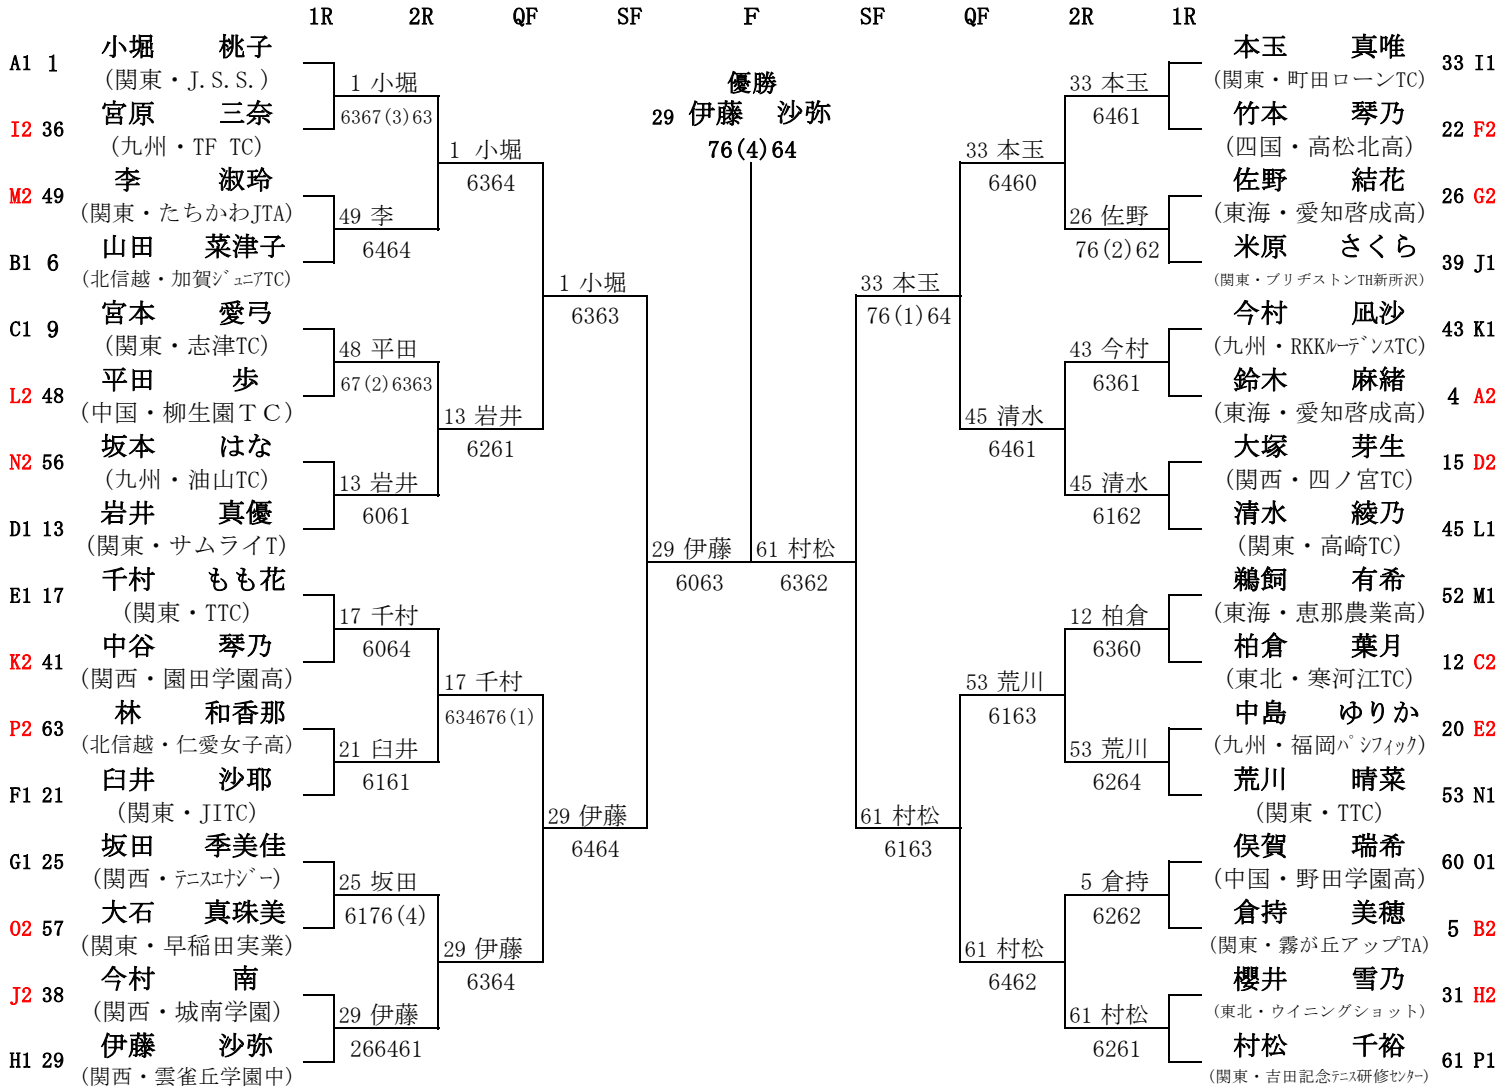 1R 2R QF SF F SF QF 2R 1R
A1 1 小堀 桃子
(関東・J.S.S.)
I2 36 宮原 三奈
(九州・TF TC)
M2 49 李 淑玲
(関東・たちかわJTA)
B1 6 山田 菜津子
(北信越・加賀ｼﾞｭﾆｱTC)
C1 9 宮本 愛弓
(関東・志津TC)
L2 48 平田 歩
(中国・柳生園ＴＣ)
N2 56 坂本 はな
(九州・油山TC)
D1 13 岩井 真優
(関東・サムライT)
E1 17 千村 もも花
(関東・TTC)
K2 41 中谷 琴乃
(関西・園田学園高)
P2 63 林 和香那
(北信越・仁愛女子高)
F1 21 臼井 沙耶
(関東・JITC)
G1 25 坂田 季美佳
(関西・ﾃﾆｽｴﾅｼﾞｰ)
O2 57 大石 真珠美
(関東・早稲田実業)
J2 38 今村 南
(関西・城南学園)
H1 29 伊藤 沙弥
(関西・雲雀丘学園中)
1 小堀
6367(3)63
49 李
6464
48 平田
67(2)6363
13 岩井
6061
17 千村
6064
21 臼井
6161
25 坂田
6176(4)
29 伊藤
266461
1 小堀
6364
13 岩井
6261
17 千村
634676(1)
29 伊藤
6364
1 小堀
6363
29 伊藤
6464
29 伊藤
6063
優勝
29 伊藤 沙弥
76(4)64
61 村松
6362
33 本玉
76(1)64
61 村松
6163
33 本玉
6460
45 清水
6461
53 荒川
6163
61 村松
6462
33 本玉
6461
26 佐野
76(2)62
43 今村
6361
45 清水
6162
12 柏倉
6360
53 荒川
6264
5 倉持
6262
61 村松
6261
本玉 真唯 33 I1
(関東・町田ローンTC)
竹本 琴乃 22 F2
(四国・高松北高)
佐野 結花 26 G2
(東海・愛知啓成高)
米原 さくら 39 J1
(関東・ブリヂストンTH新所沢)
今村 凪沙 43 K1
(九州・RKKﾙｰﾃﾞﾝｽTC)
鈴木 麻緒 4 A2
(東海・愛知啓成高)
大塚 芽生 15 D2
(関西・四ノ宮TC)
清水 綾乃 45 L1
(関東・高崎TC)
鵜飼 有希 52 M1
(東海・恵那農業高)
柏倉 葉月 12 C2
(東北・寒河江TC)
中島 ゆりか 20 E2
(九州・福岡ﾊﾟｼﾌｨｯｸ)
荒川 晴菜 53 N1
(関東・TTC)
俣賀 瑞希 60 O1
(中国・野田学園高)
倉持 美穂 5 B2
(関東・霧が丘アップTA)
櫻井 雪乃 31 H2
(東北・ウイニングショット)
村松 千裕 61 P1
(関東・吉田記念ﾃﾆｽ研修ｾﾝﾀｰ)